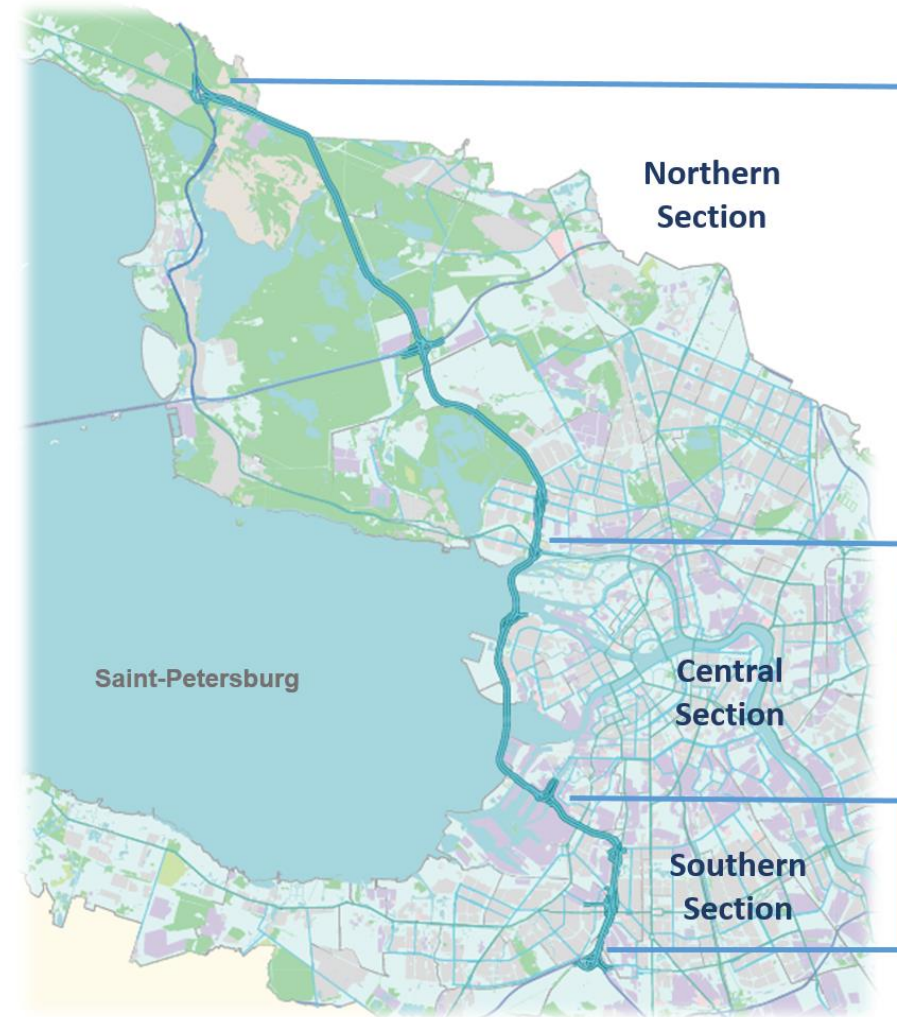 Northern
Section
Saint-Petersburg
Central
Section
Southern
Section